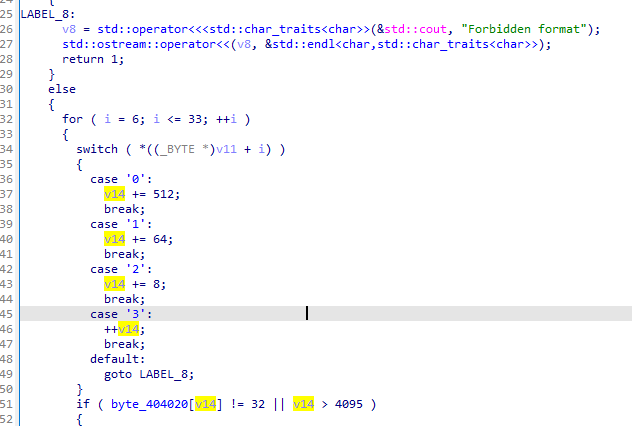 25 LABEL_8:
26 v8 = std::operator<<<std::char_traits<char>>(&std::cout, "Forbidden format");
27 std::ostream::operator<<(v8, &std::endl<char,std::char_traits<char>>);
28 return 1;
29 }
30 else
31 {
32 for ( i = 6; i <= 33; ++i )
33 {
34 switch ( *((_BYTE *)v11 + i) )
35 {
36 case '0':
37 v14 += 512;
38 break;
39 case '1':
40 v14 += 64;
41 break;
42 case '2':
43 v14 += 8;
44 break;
45 case '3':
46 ++v14;
47 break;
48 default:
49 goto LABEL_8;
50 }
51 if ( byte_404020[v14] != 32 || v14 > 4095 )
52 {